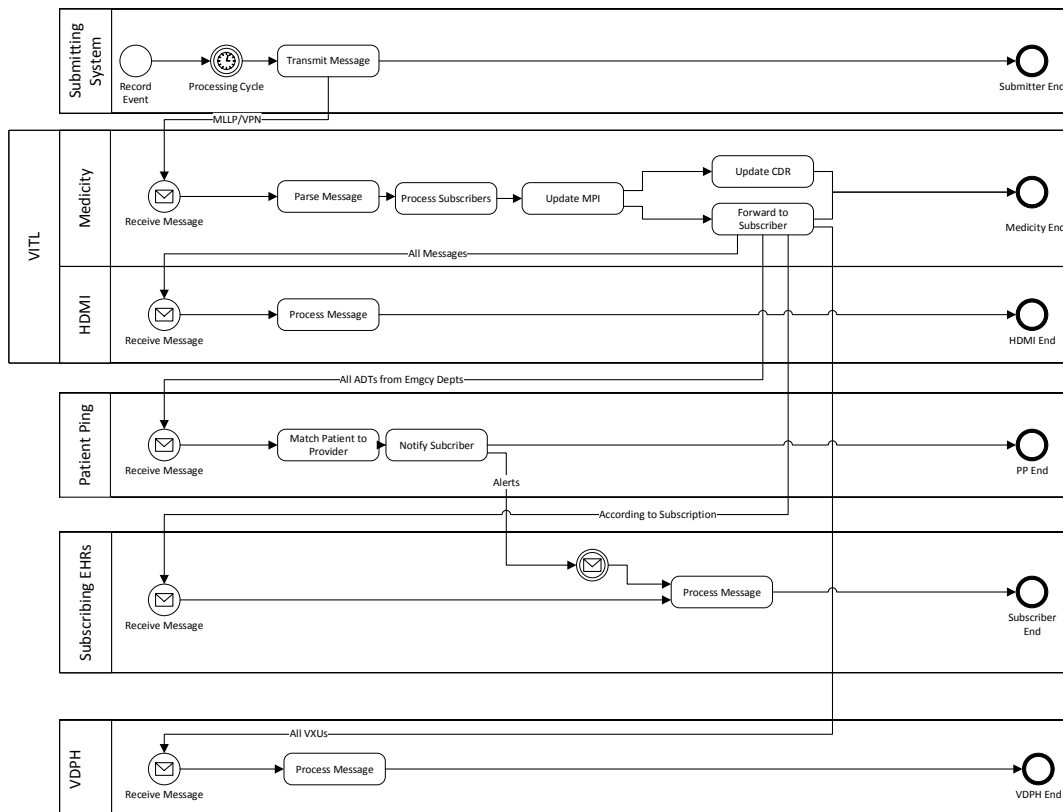 Submitting
System
Record
Event
Processing Cycle
Transmit Message
Submitter End
MLLP/VPN
VITL
Medicity
Receive Message
Parse Message
Process Subscribers
Update MPI
Update CDR
Forward to
Subscriber
Medicity End
All Messages
HDMI
Receive Message
Process Message
HDMI End
All ADTs from Emgcy Depts
Patient Ping
Receive Message
Match Patient to
Provider
Notify Subcriber
PP End
Alerts
According to Subscription
Subscribing EHRs
Receive Message
Process Message
Subscriber
End
All VXUs
VDPH
Receive Message
Process Message
VDPH End